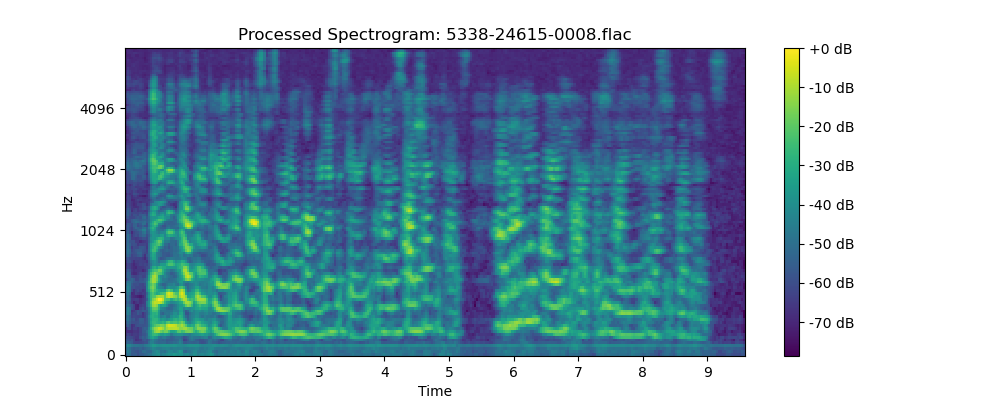 Processed Spectrogram: 5338-24615-0008.flac
Hz
4096
2048
1024
512
0
0 1 2 3 4 5 6 7 8 9
Time
+0 dB
-10 dB
-20 dB
-30 dB
-40 dB
-50 dB
-60 dB
-70 dB